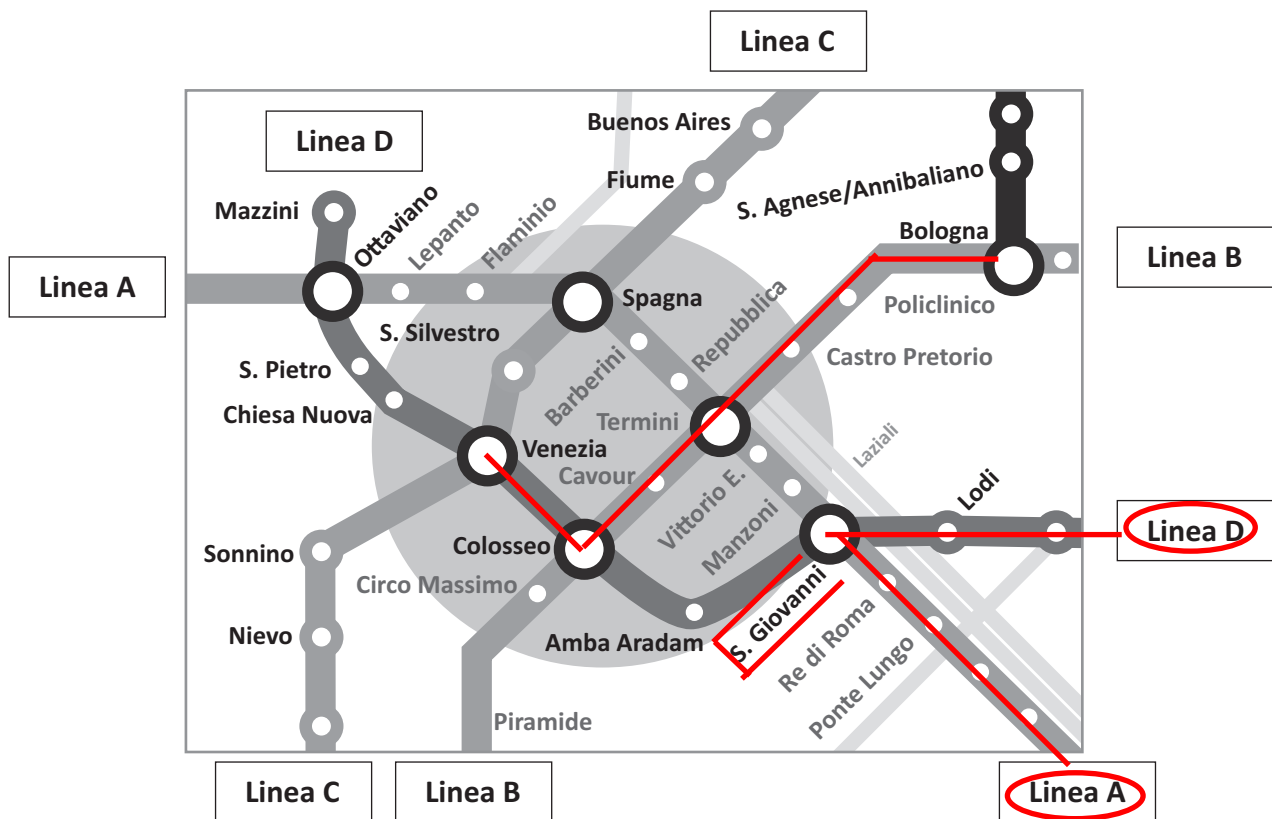 Linea C
Buenos Aires
Linea D
Fiume
S. Agnese/Annibaliano
Mazzini
Ottaviano
Lepanto
Flaminio
Bologna
Linea A
Linea B
Spagna
S. Silvestro
Repubblica
Policlinico
S. Pietro
Barberini
Castro Pretorio
Chiesa Nuova
Termini
Venezia
Laziali
Cavour
Vittorio E.
Lodi
Manzoni
Linea D
Colosseo
Sonnino
Circo Massimo
S. Giovanni
Nievo
Amba Aradam
Re di Roma
Ponte Lungo
Piramide
Linea C
Linea B
Linea A